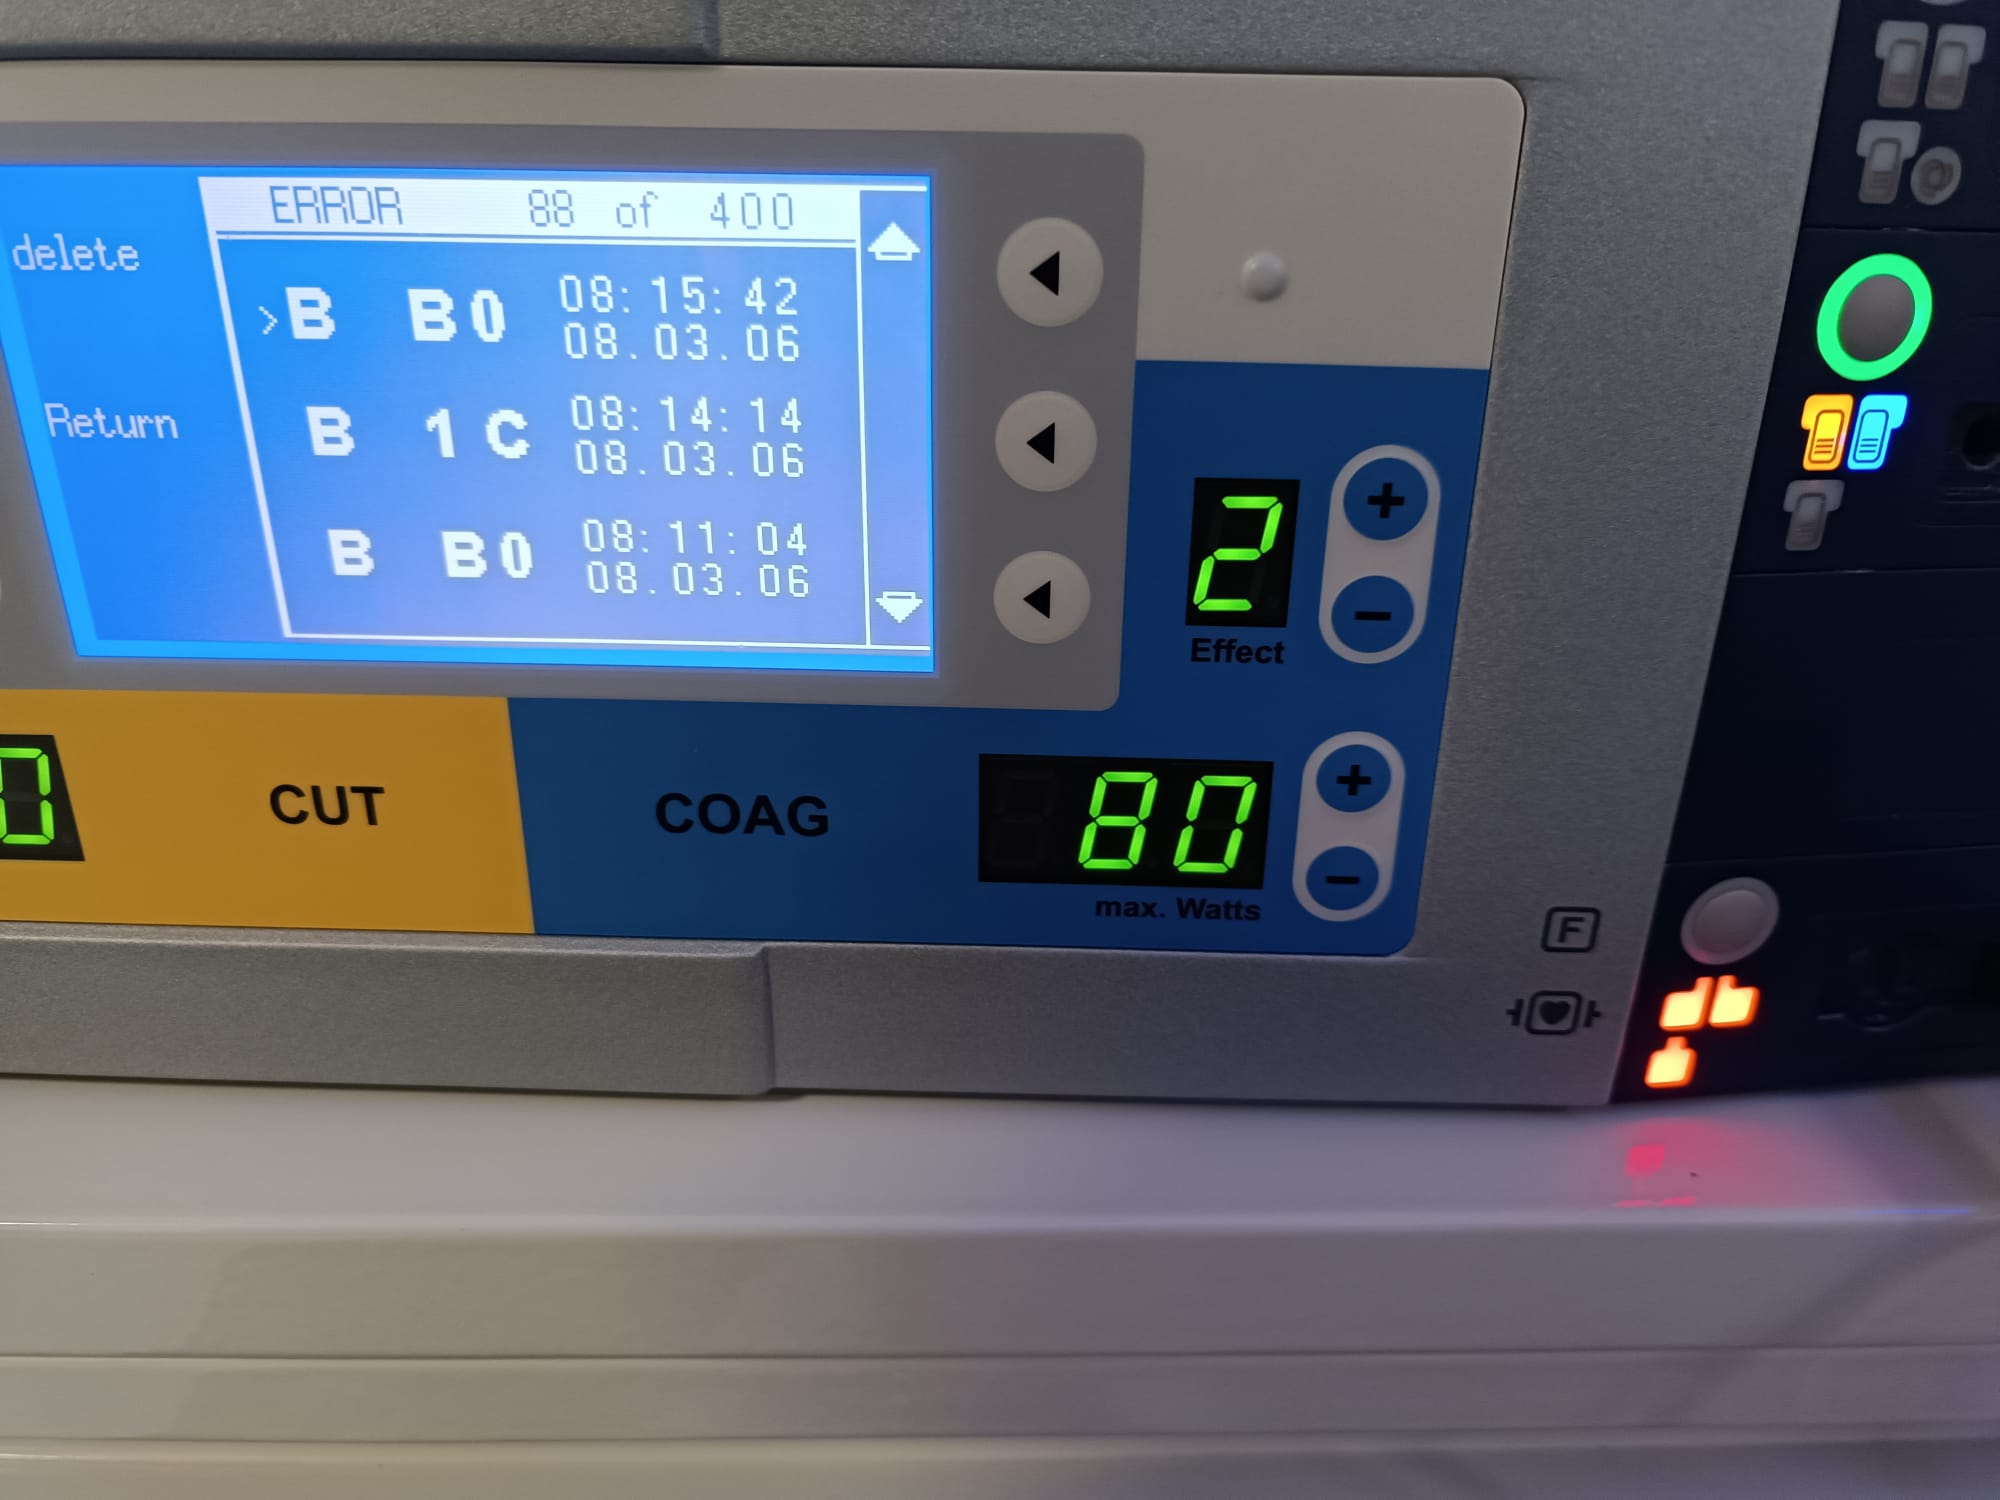 ERROR 88 of 400
delete
>B B0 08:15:42
08.03.06
Return
B 1C 08:14:14
08.03.06
B B0 08:11:04
08.03.06
2
+
-
Effect
0
CUT
COAG
80
+
-
max. Watts
F